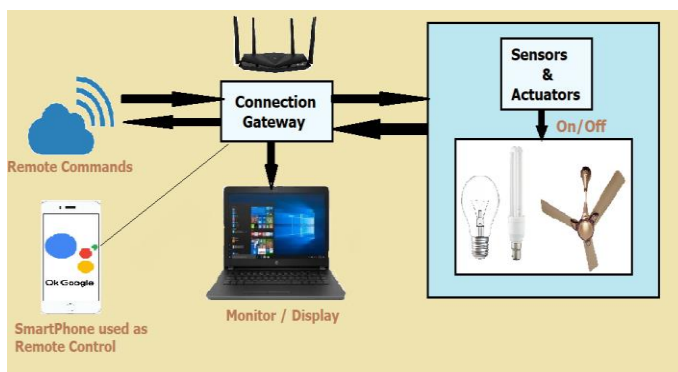 Sensors
&
Actuators
Connection
Gateway
On/Off
Remote Commands
Ok Google
Monitor / Display
SmartPhone used as
Remote Control